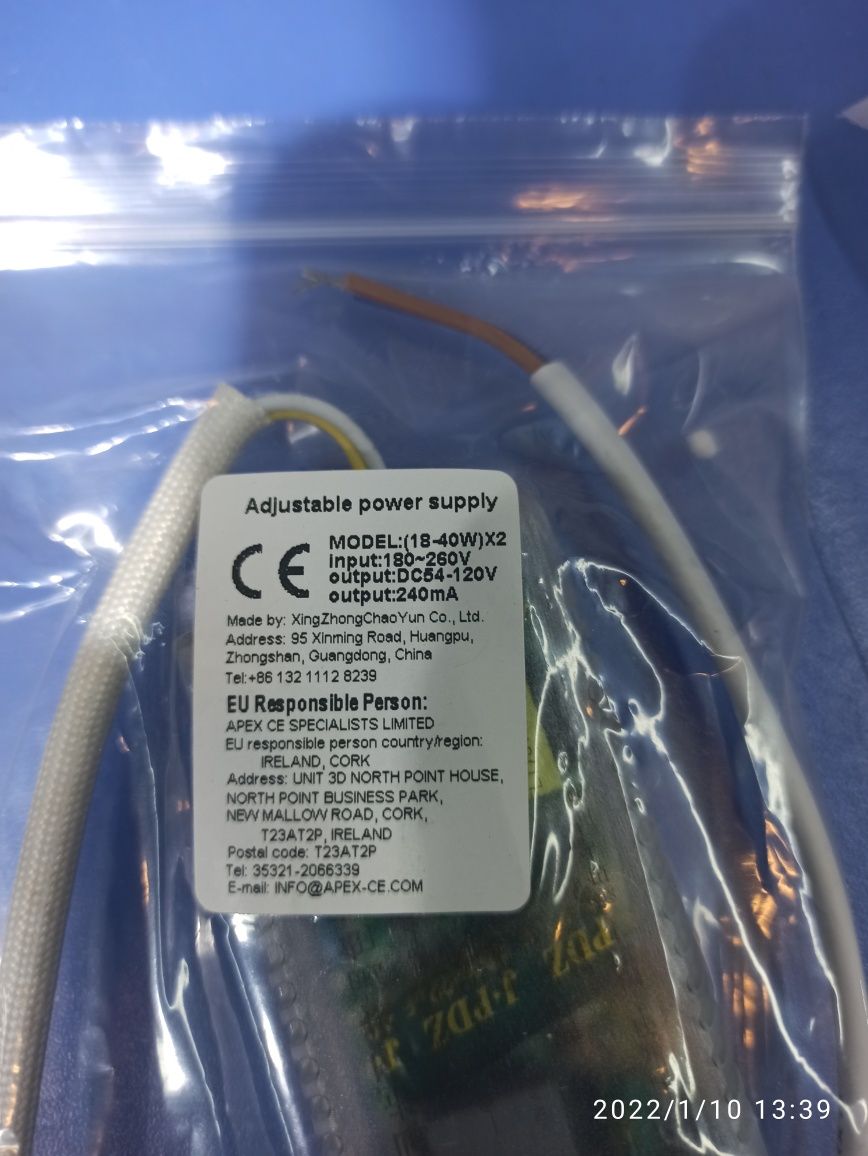 Adjustable power supply
CE
MODEL:(18-40W)X2
input:180~260V
output:DC54-120V
output:240mA
Made by: XingZhongChaoYun Co., Ltd.
Address: 95 Xinming Road, Huangpu,
Zhongshan, Guangdong, China
Tel:+86 132 1112 8239
EU Responsible Person:
APEX CE SPECIALISTS LIMITED
EU responsible person country/region:
IRELAND, CORK
Address: UNIT 3D NORTH POINT HOUSE,
NORTH POINT BUSINESS PARK,
NEW MALLOW ROAD, CORK,
T23AT2P, IRELAND
Postal code: T23AT2P
Tel: 35321-2066339
E-mail: INFO@APEX-CE.COM
PDZ
J·PDZ
2022/1/10 13:39